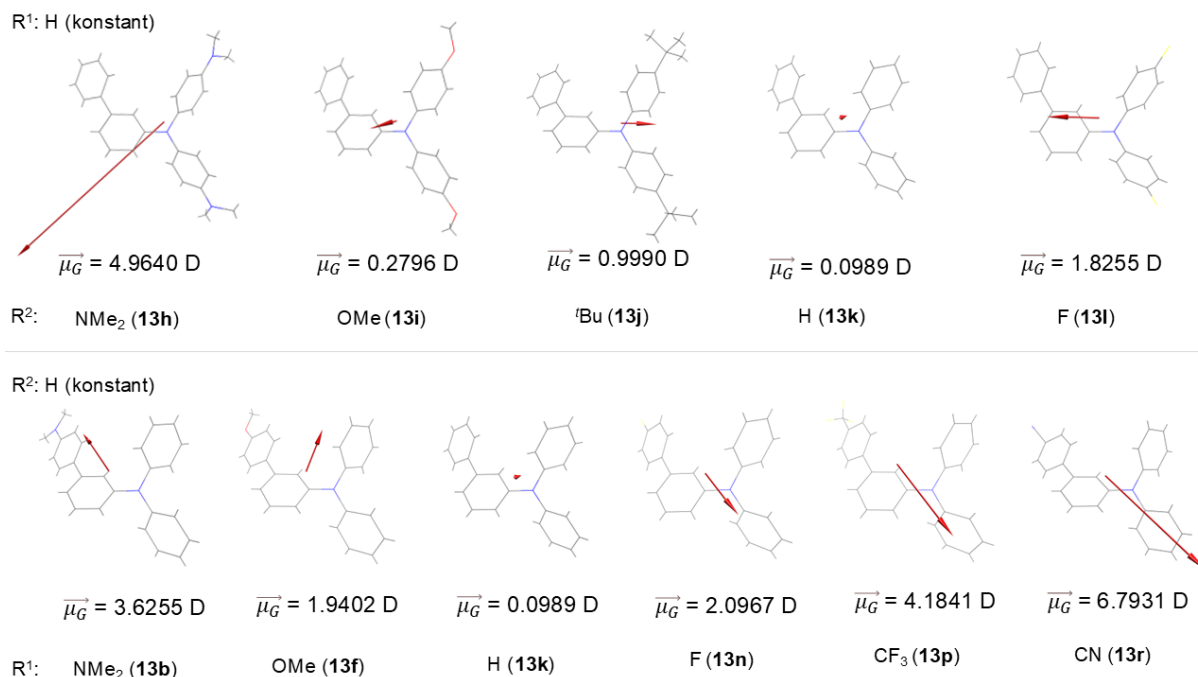 R¹: H (konstant)
μG = 4.9640 D μG = 0.2796 D μG = 0.9990 D μG = 0.0989 D μG = 1.8255 D
R²: NMe₂ (13h) OMe (13i) ᵗBu (13j) H (13k) F (13l)
R²: H (konstant)
μG = 3.6255 D μG = 1.9402 D μG = 0.0989 D μG = 2.0967 D μG = 4.1841 D μG = 6.7931 D
R¹: NMe₂ (13b) OMe (13f) H (13k) F (13n) CF₃ (13p) CN (13r)